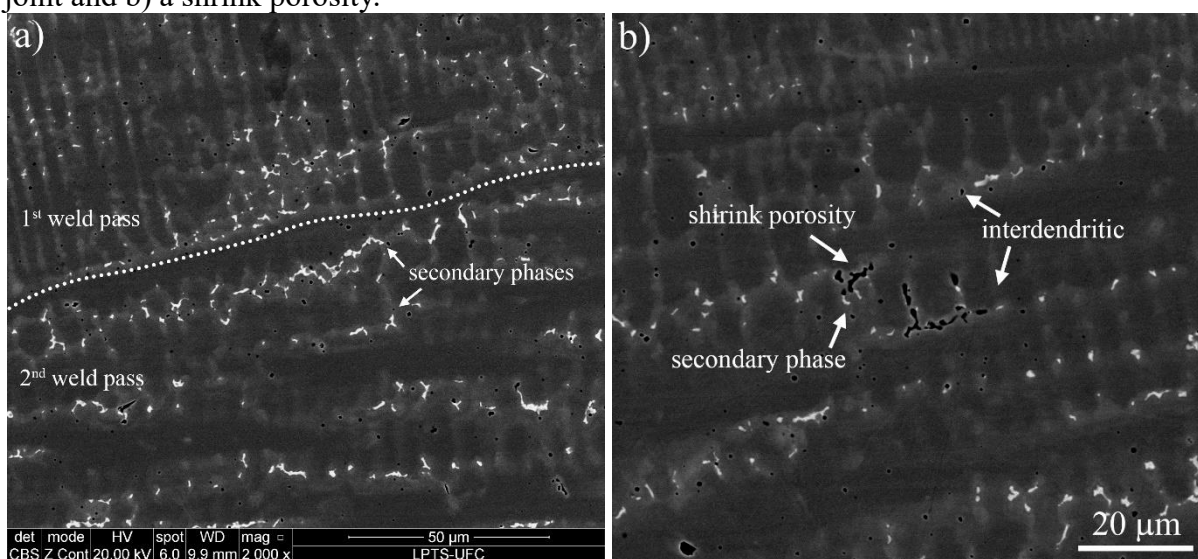 joint and b) a shrink porosity.
a)
1st weld pass
secondary phases
2nd weld pass
det mode HV spot WD mag □ 50 μm
CBS Z Cont 20.00 kV 6.0 9.9 mm 2 000 x LPTS-UFC
b)
shirink porosity
interdendritic
secondary phase
20 μm